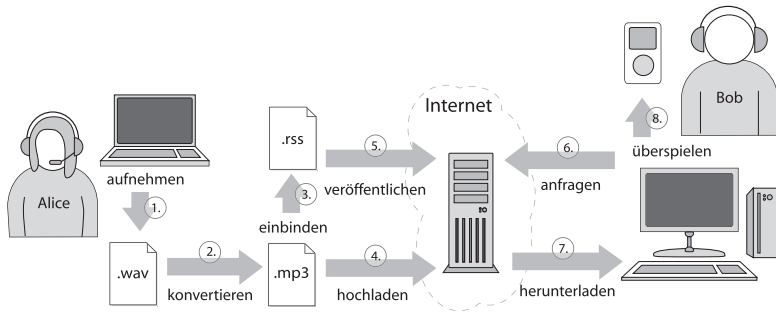 Alice
aufnehmen
1.
.wav
2.
konvertieren
.mp3
3.
einbinden
.rss
4.
hochladen
5.
veröffentlichen
Internet
6.
anfragen
7.
herunterladen
8.
überspielen
Bob